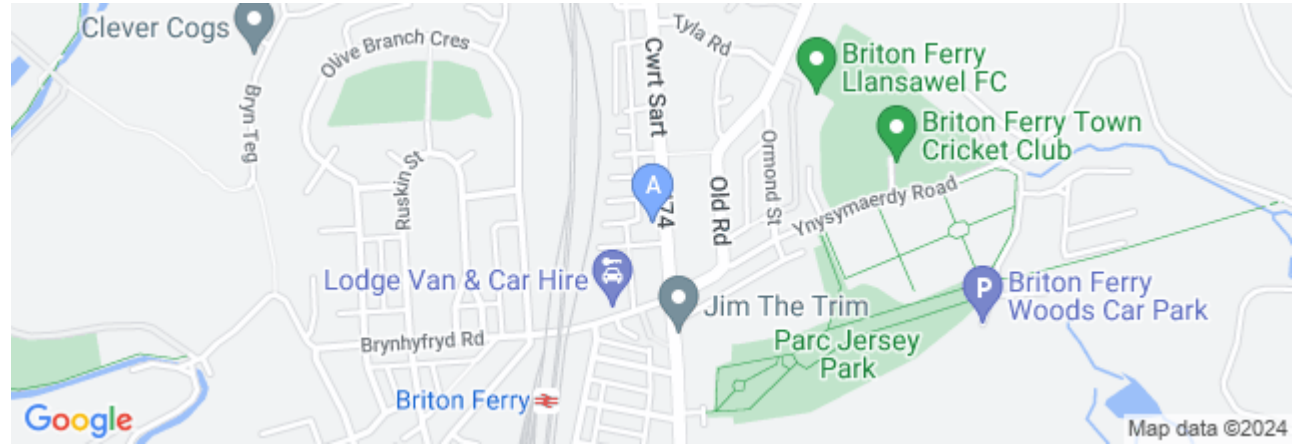 Clever Cogs
Olive Branch Cres
Bryn Teg
Ruskin St
Cwrt Sart
Tyla Rd
Briton Ferry
Llansawel FC
Briton Ferry Town
Cricket Club
Ormond St
Old Rd
A
74
Ynysymaerdy Road
Lodge Van & Car Hire
Jim The Trim
P
Briton Ferry
Woods Car Park
Parc Jersey
Park
Brynhyfryd Rd
Briton Ferry
Google
Map data ©2024